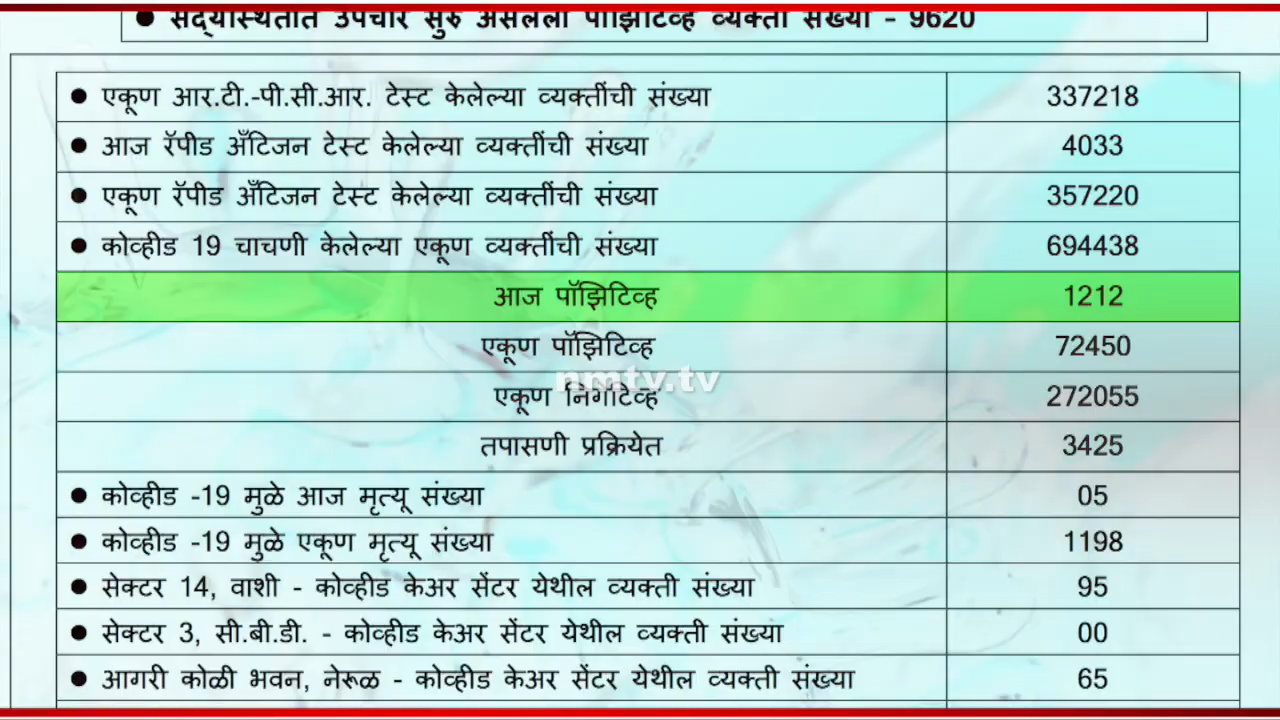 ● सद्यस्थितीत उपचार सुरु असलेली पॉझिटिव्ह व्यक्ती संख्या - 9620
● एकूण आर.टी.-पी.सी.आर. टेस्ट केलेल्या व्यक्तींची संख्या 337218
● आज रॅपीड अँटिजन टेस्ट केलेल्या व्यक्तींची संख्या 4033
● एकूण रॅपीड अँटिजन टेस्ट केलेल्या व्यक्तींची संख्या 357220
● कोव्हीड 19 चाचणी केलेल्या एकूण व्यक्तींची संख्या 694438
आज पॉझिटिव्ह 1212
एकूण पॉझिटिव्ह 72450
nmtv.tv
एकूण निगेटिव्ह 272055
तपासणी प्रक्रियेत 3425
● कोव्हीड -19 मुळे आज मृत्यू संख्या 05
● कोव्हीड -19 मुळे एकूण मृत्यू संख्या 1198
● सेक्टर 14, वाशी - कोव्हीड केअर सेंटर येथील व्यक्ती संख्या 95
● सेक्टर 3, सी.बी.डी. - कोव्हीड केअर सेंटर येथील व्यक्ती संख्या 00
● आगरी कोळी भवन, नेरूळ - कोव्हीड केअर सेंटर येथील व्यक्ती संख्या 65